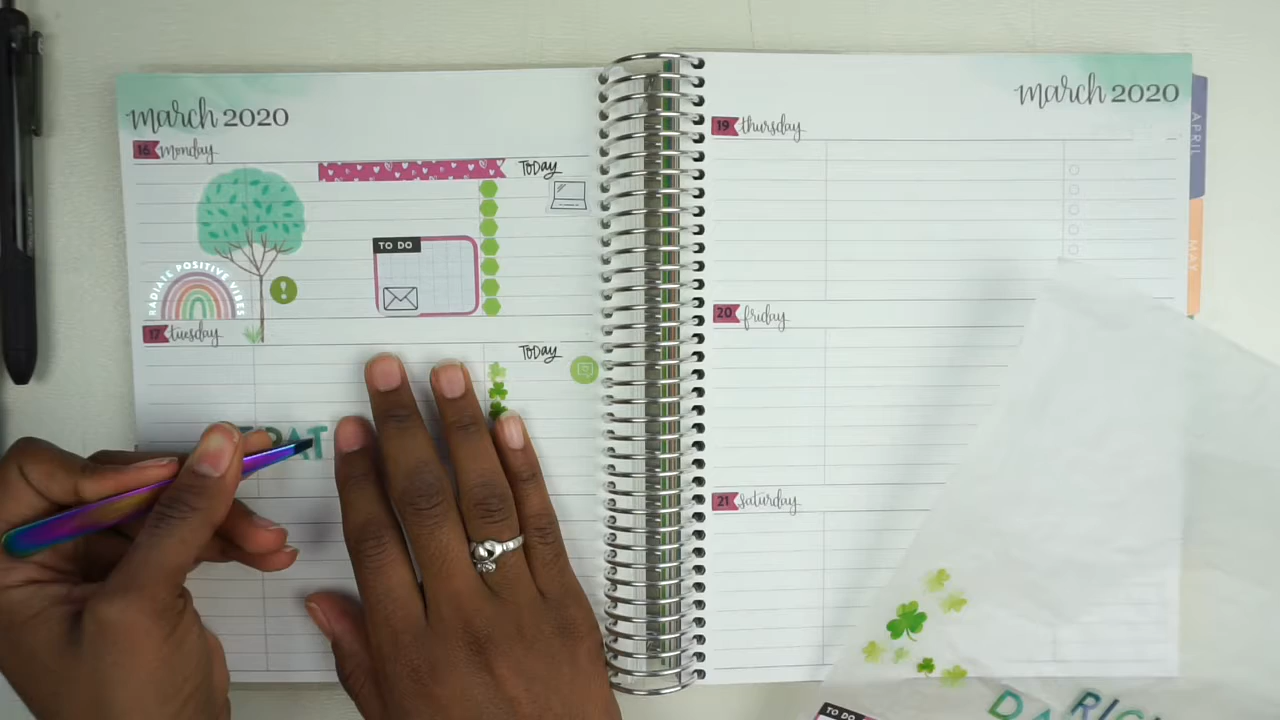 march 2020
16 monday
Today
TO DO
RADIATE POSITIVE VIBES
17 tuesday
Today
march 2020
19 thursday
20 friday
21 saturday
APRIL
MAY
TO DO